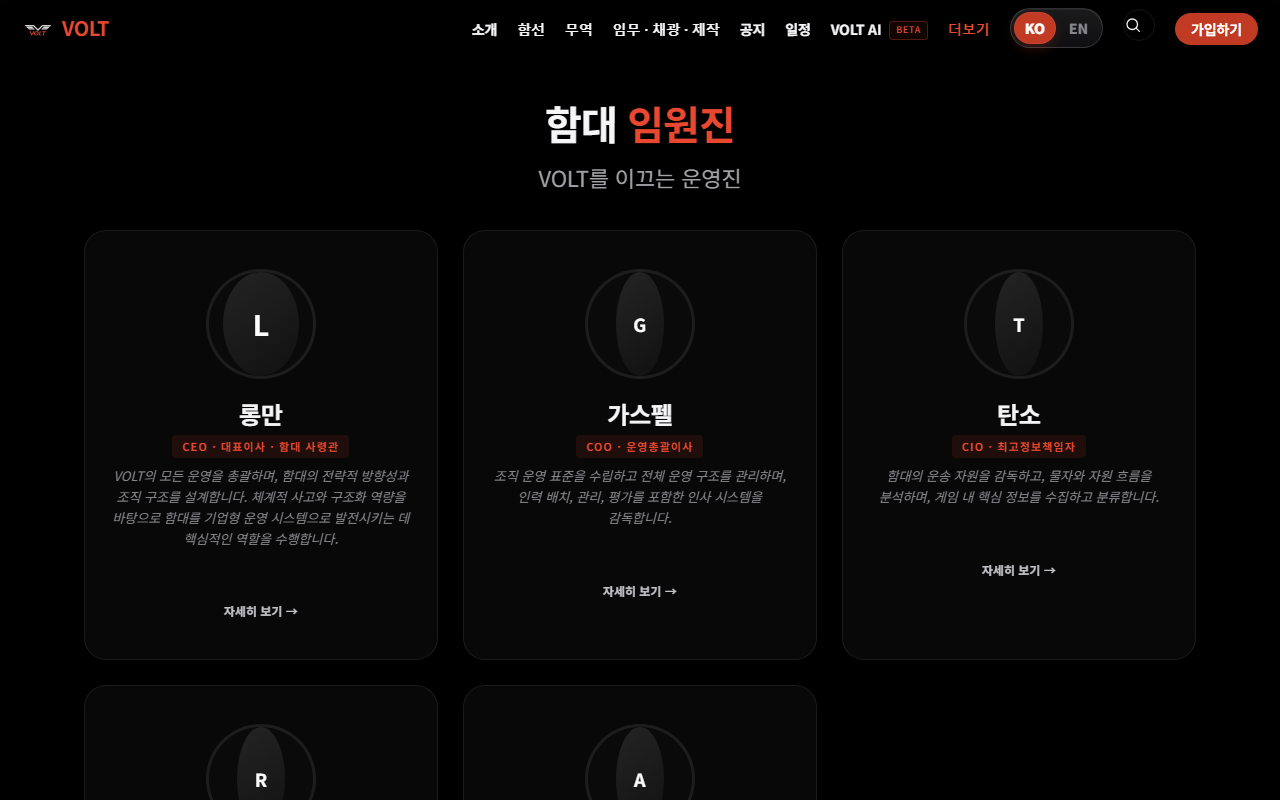 VOLT
VOLT
소개
함선
무역
임무 · 채광 · 제작
공지
일정
VOLT AI
BETA
더보기
KO
EN
가입하기
함대 임원진
VOLT를 이끄는 운영진
L
롱만
CEO · 대표이사 · 함대 사령관
VOLT의 모든 운영을 총괄하며, 함대의 전략적 방향성과
조직 구조를 설계합니다. 체계적 사고와 구조화 역량을
바탕으로 함대를 기업형 운영 시스템으로 발전시키는 데
핵심적인 역할을 수행합니다.
자세히 보기 →
G
가스펠
COO · 운영총괄이사
조직 운영 표준을 수립하고 전체 운영 구조를 관리하며,
인력 배치, 관리, 평가를 포함한 인사 시스템을
감독합니다.
자세히 보기 →
T
탄소
CIO · 최고정보책임자
함대의 운송 자원을 감독하고, 물자와 자원 흐름을
분석하며, 게임 내 핵심 정보를 수집하고 분류합니다.
자세히 보기 →
R
A